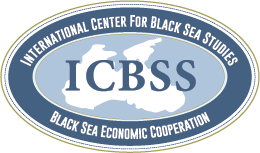 International Center For Black Sea Studies
ICBSS
Black Sea Economic Cooperation